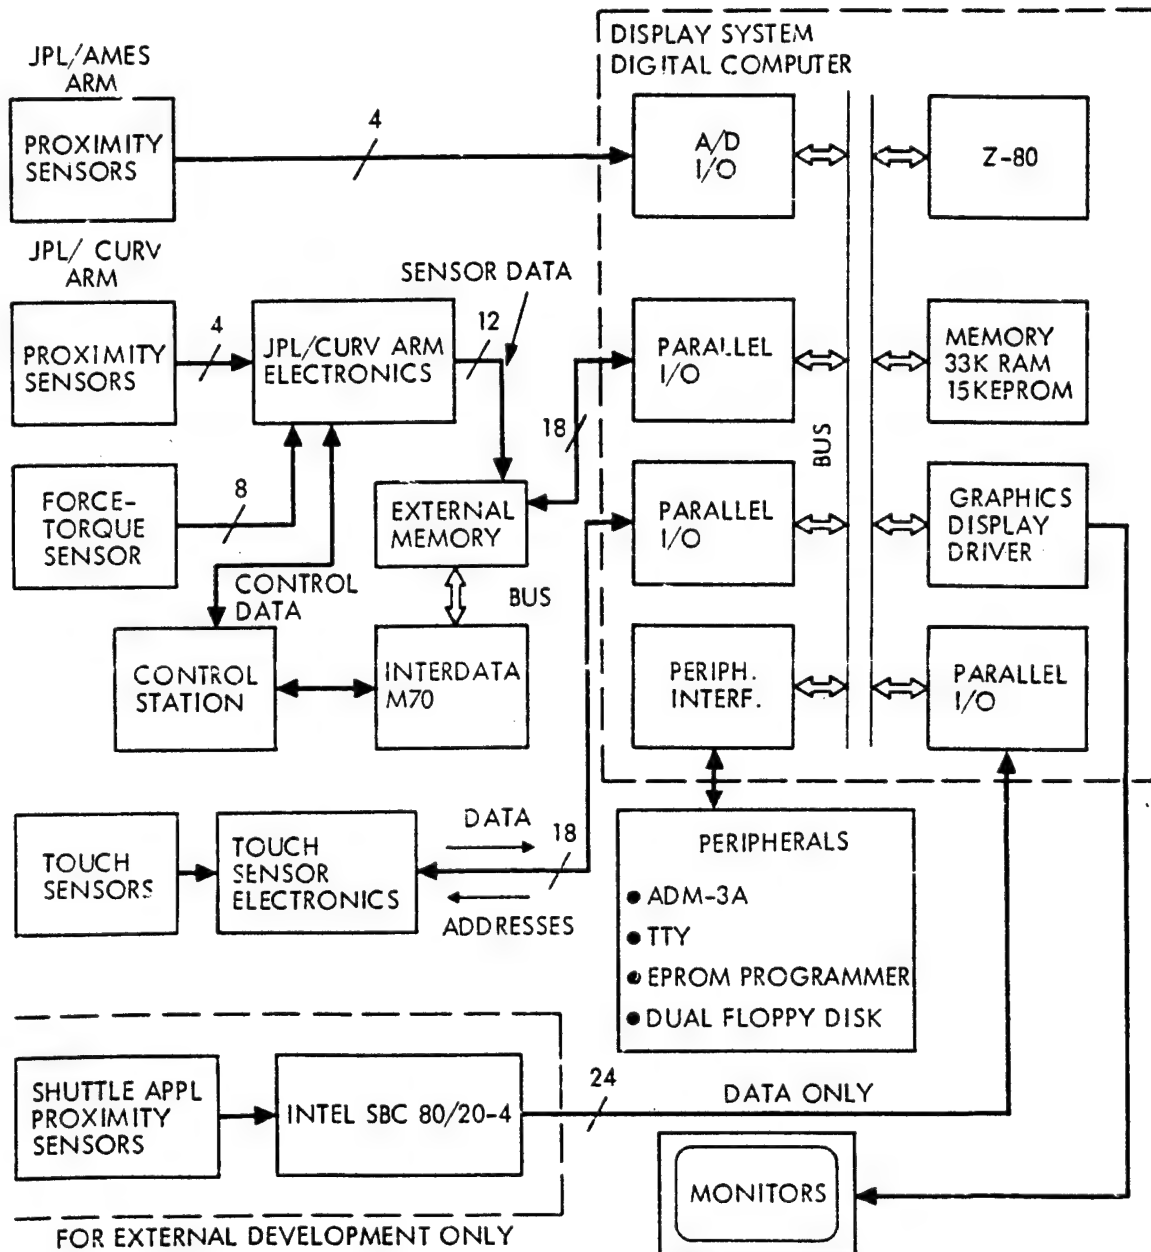 DISPLAY SYSTEM
DIGITAL COMPUTER
JPL/AMES
ARM
PROXIMITY
SENSORS
4
A/D
I/O
Z-80
JPL/ CURV
ARM
SENSOR DATA
PROXIMITY
SENSORS
4
JPL/CURV ARM
ELECTRONICS
12
18
PARALLEL
I/O
MEMORY
33K RAM
15KEPROM
BUS
FORCE-
TORQUE
SENSOR
8
EXTERNAL
MEMORY
PARALLEL
I/O
GRAPHICS
DISPLAY
DRIVER
CONTROL
DATA
BUS
CONTROL
STATION
INTERDATA
M70
PERIPH.
INTERF.
PARALLEL
I/O
TOUCH
SENSORS
TOUCH
SENSOR
ELECTRONICS
DATA
18
ADDRESSES
PERIPHERALS
● ADM-3A
● TTY
● EPROM PROGRAMMER
● DUAL FLOPPY DISK
SHUTTLE APPL
PROXIMITY
SENSORS
INTEL SBC 80/20-4
24
DATA ONLY
MONITORS
FOR EXTERNAL DEVELOPMENT ONLY